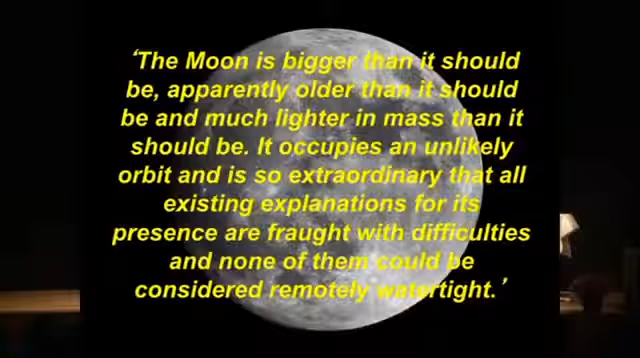 ‘The Moon is bigger than it should
be, apparently older than it should
be and much lighter in mass than it
should be. It occupies an unlikely
orbit and is so extraordinary that all
existing explanations for its
presence are fraught with difficulties
and none of them could be
considered remotely watertight.’